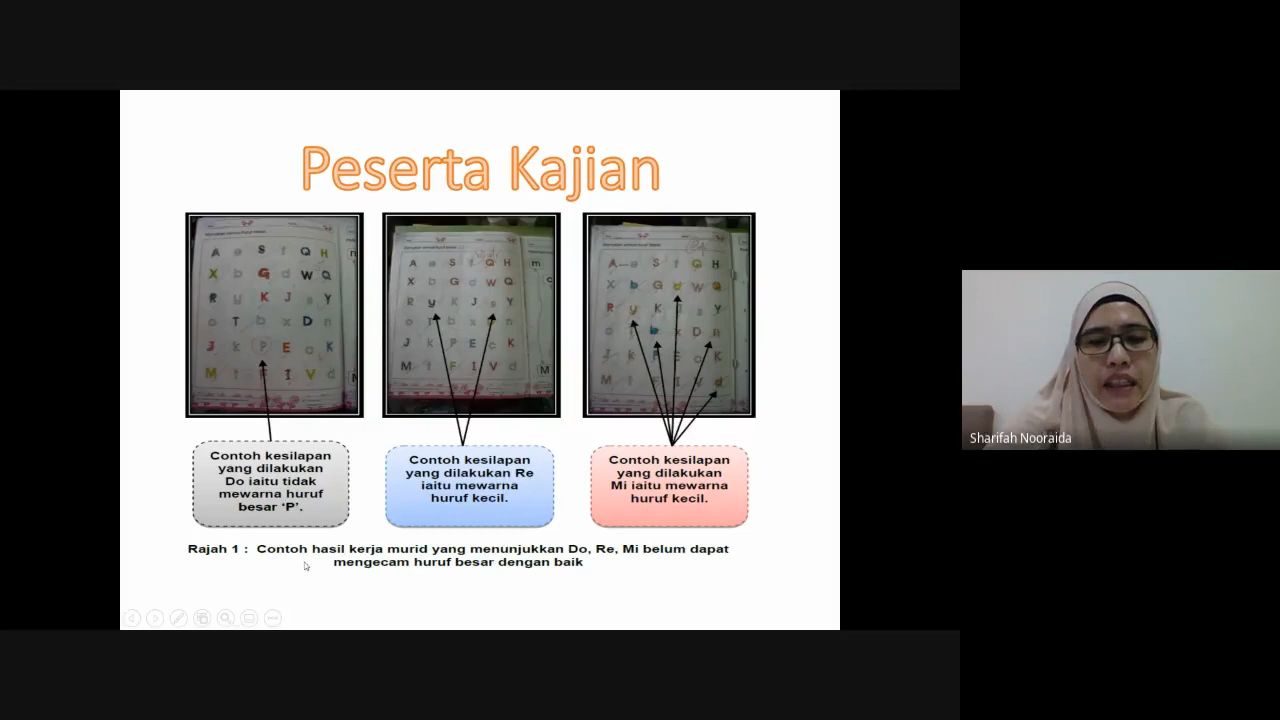 Peserta Kajian
A a S f Q H
X b G d W Q
R y K J s Y
o T b x D n
J k P E c K
M f F I V d
A a S f Q H
X b G d W Q
R y K J s Y
J k P E c K
M f F I V d
m
M
A a S f Q H
X b G d W Q
J k P E c K
Contoh kesilapan
yang dilakukan
Do iaitu tidak
mewarna huruf
besar ‘P’.
Contoh kesilapan
yang dilakukan Re
iaitu mewarna
huruf kecil.
Contoh kesilapan
yang dilakukan
Mi iaitu mewarna
huruf kecil.
Rajah 1 : Contoh hasil kerja murid yang menunjukkan Do, Re, Mi belum dapat
mengecam huruf besar dengan baik
Sharifah Nooraida